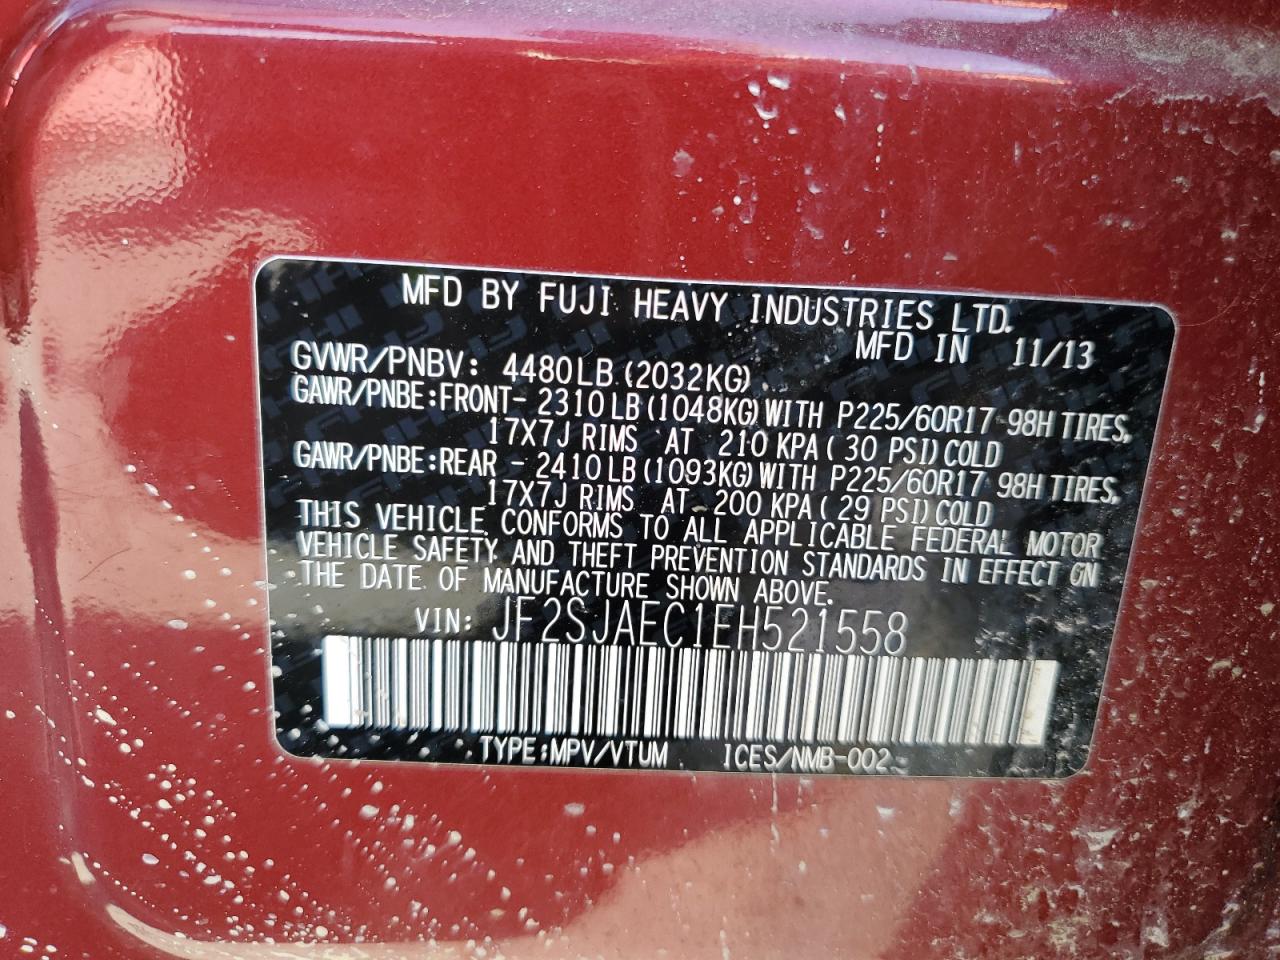 MFD BY FUJI HEAVY INDUSTRIES LTD.
MFD IN 11/13
GVWR/PNBV: 4480LB (2032KG)
GAWR/PNBE:FRONT- 2310LB (1048KG) WITH P225/60R17 98H TIRES,
17X7J RIMS AT 210 KPA ( 30 PSI) COLD
GAWR/PNBE:REAR - 2410LB (1093KG) WITH P225/60R17 98H TIRES,
17X7J RIMS AT 200 KPA ( 29 PSI) COLD
THIS VEHICLE CONFORMS TO ALL APPLICABLE FEDERAL MOTOR
VEHICLE SAFETY AND THEFT PREVENTION STANDARDS IN EFFECT ON
THE DATE OF MANUFACTURE SHOWN ABOVE.
VIN: JF2SJAEC1EH521558
TYPE:MPV/VTUM ICES/NMB-002